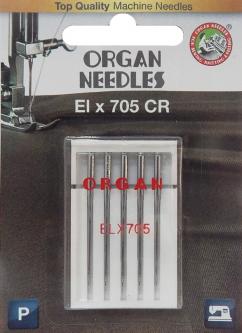 Top Quality Machine Needles
ORGAN
NEEDLES
El x 705 CR
ORGAN
ELX705
P